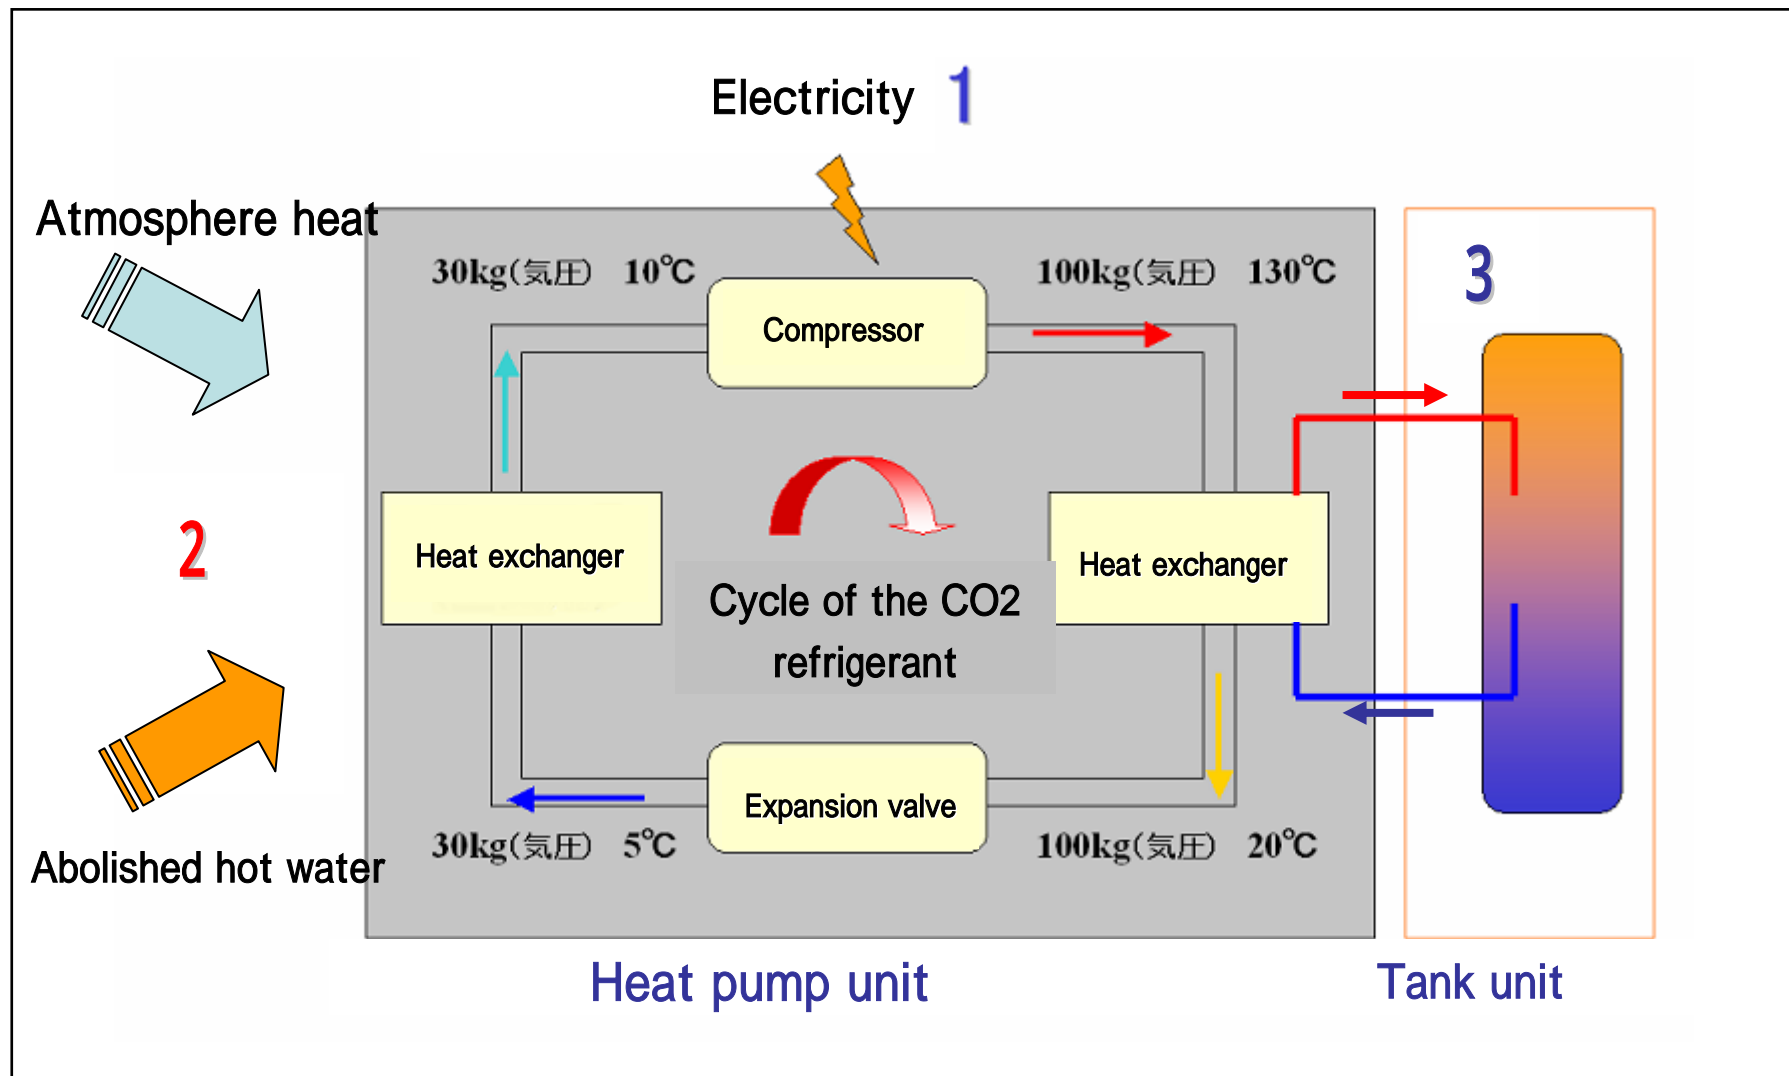 Electricity 1
Atmosphere heat
30kg(気圧) 10℃
100kg(気圧) 130℃
3
Compressor
2
Heat exchanger
Heat exchanger
Cycle of the CO2
refrigerant
Expansion valve
30kg(気圧) 5℃
100kg(気圧) 20℃
Abolished hot water
Heat pump unit
Tank unit